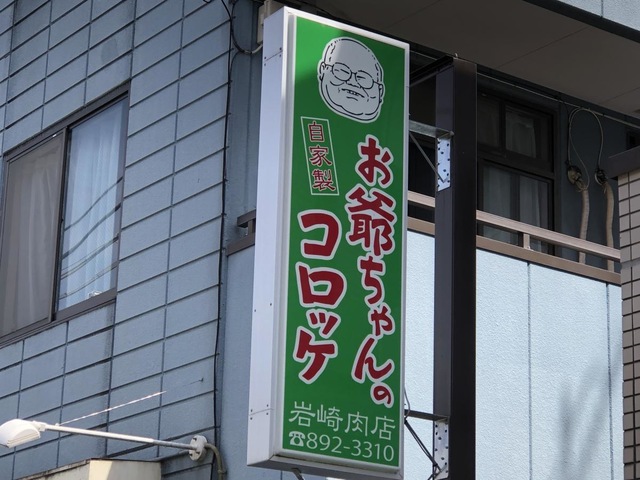 自家製
お爺ちゃんの
コロッケ
岩崎肉店
☎892-3310